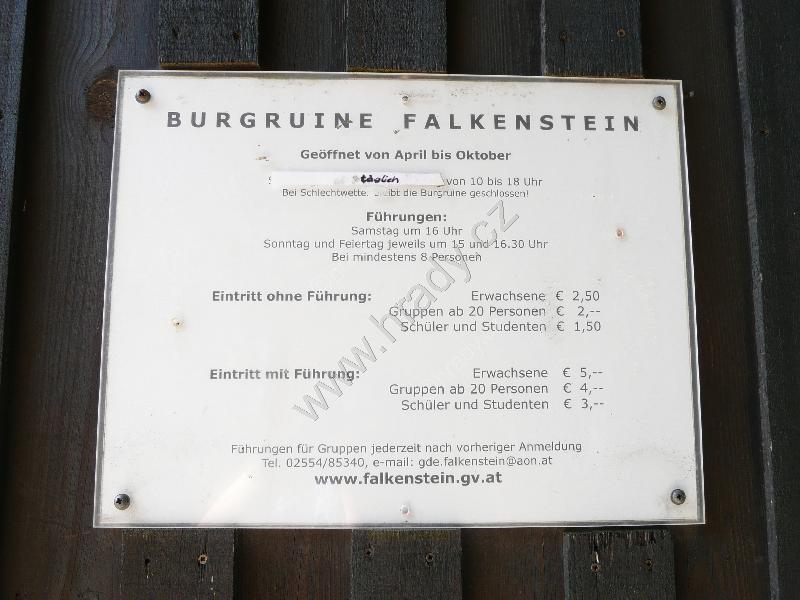 BURGRUINE FALKENSTEIN
Geöffnet von April bis Oktober
täglich von 10 bis 18 Uhr
Bei Schlechtwetter bleibt die Burgruine geschlossen!
Führungen:
Samstag um 16 Uhr
Sonntag und Feiertag jeweils um 15 und 16.30 Uhr
Bei mindestens 8 Personen
Eintritt ohne Führung: Erwachsene € 2,50
Gruppen ab 20 Personen € 2,--
Schüler und Studenten € 1,50
Eintritt mit Führung: Erwachsene € 5,--
Gruppen ab 20 Personen € 4,--
Schüler und Studenten € 3,--
Führungen für Gruppen jederzeit nach vorheriger Anmeldung
Tel. 02554/85340, e-mail: gde.falkenstein@aon.at
www.falkenstein.gv.at
www.hrady.cz